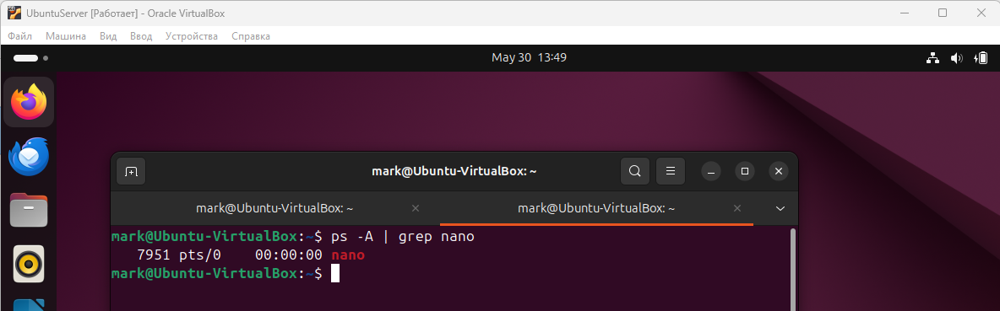 UbuntuServer [Работает] - Oracle VirtualBox
Файл Машина Вид Ввод Устройства Справка
May 30 13:49
mark@Ubuntu-VirtualBox: ~
mark@Ubuntu-VirtualBox: ~ mark@Ubuntu-VirtualBox: ~
mark@Ubuntu-VirtualBox:~$ ps -A | grep nano
7951 pts/0 00:00:00 nano
mark@Ubuntu-VirtualBox:~$